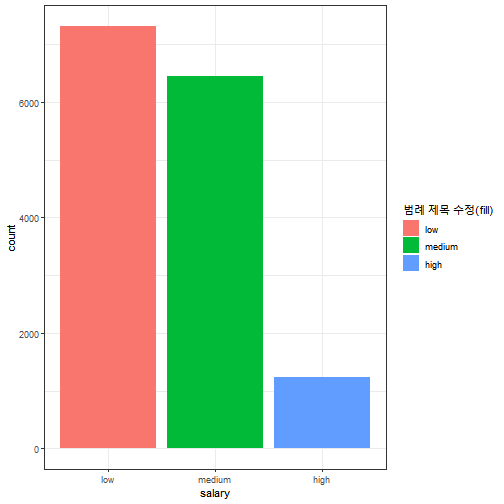 6000
4000
2000
0
count
low medium high
salary
범례 제목 수정(fill)
low
medium
high